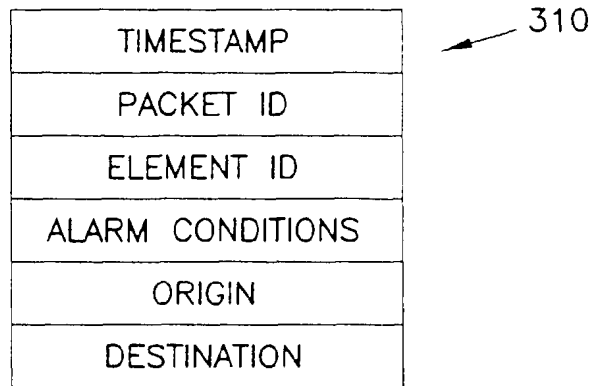 310
TIMESTAMP
PACKET ID
ELEMENT ID
ALARM CONDITIONS
ORIGIN
DESTINATION